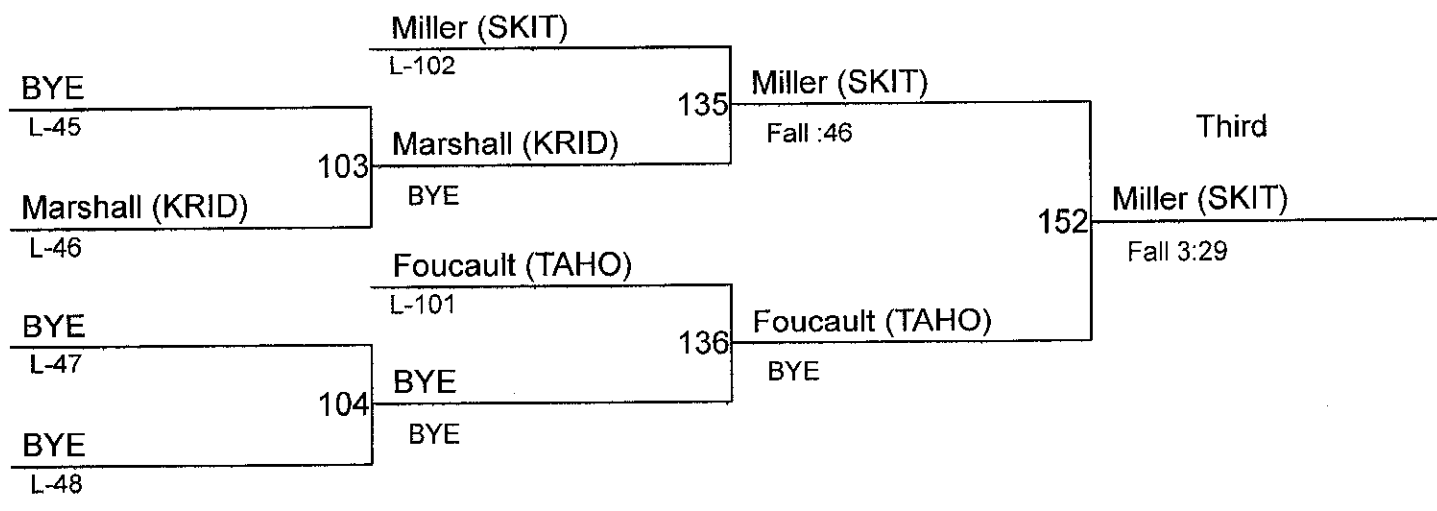 Miller (SKIT)
L-102
BYE
L-45
135
Miller (SKIT)
Fall :46
Third
103
Marshall (KRID)
BYE
Marshall (KRID)
L-46
152
Miller (SKIT)
Fall 3:29
Foucault (TAHO)
L-101
BYE
L-47
136
Foucault (TAHO)
BYE
104
BYE
BYE
BYE
L-48